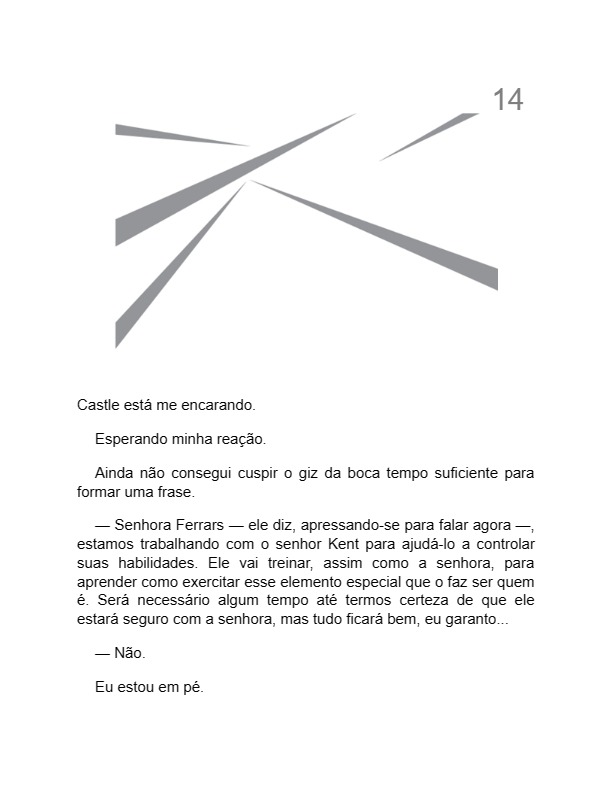 14
Castle está me encarando.
Esperando minha reação.
Ainda não consegui cuspir o giz da boca tempo suficiente para
formar uma frase.
— Senhora Ferrars — ele diz, apressando-se para falar agora —,
estamos trabalhando com o senhor Kent para ajudá-lo a controlar
suas habilidades. Ele vai treinar, assim como a senhora, para
aprender como exercitar esse elemento especial que o faz ser quem
é. Será necessário algum tempo até termos certeza de que ele
estará seguro com a senhora, mas tudo ficará bem, eu garanto...
— Não.
Eu estou em pé.